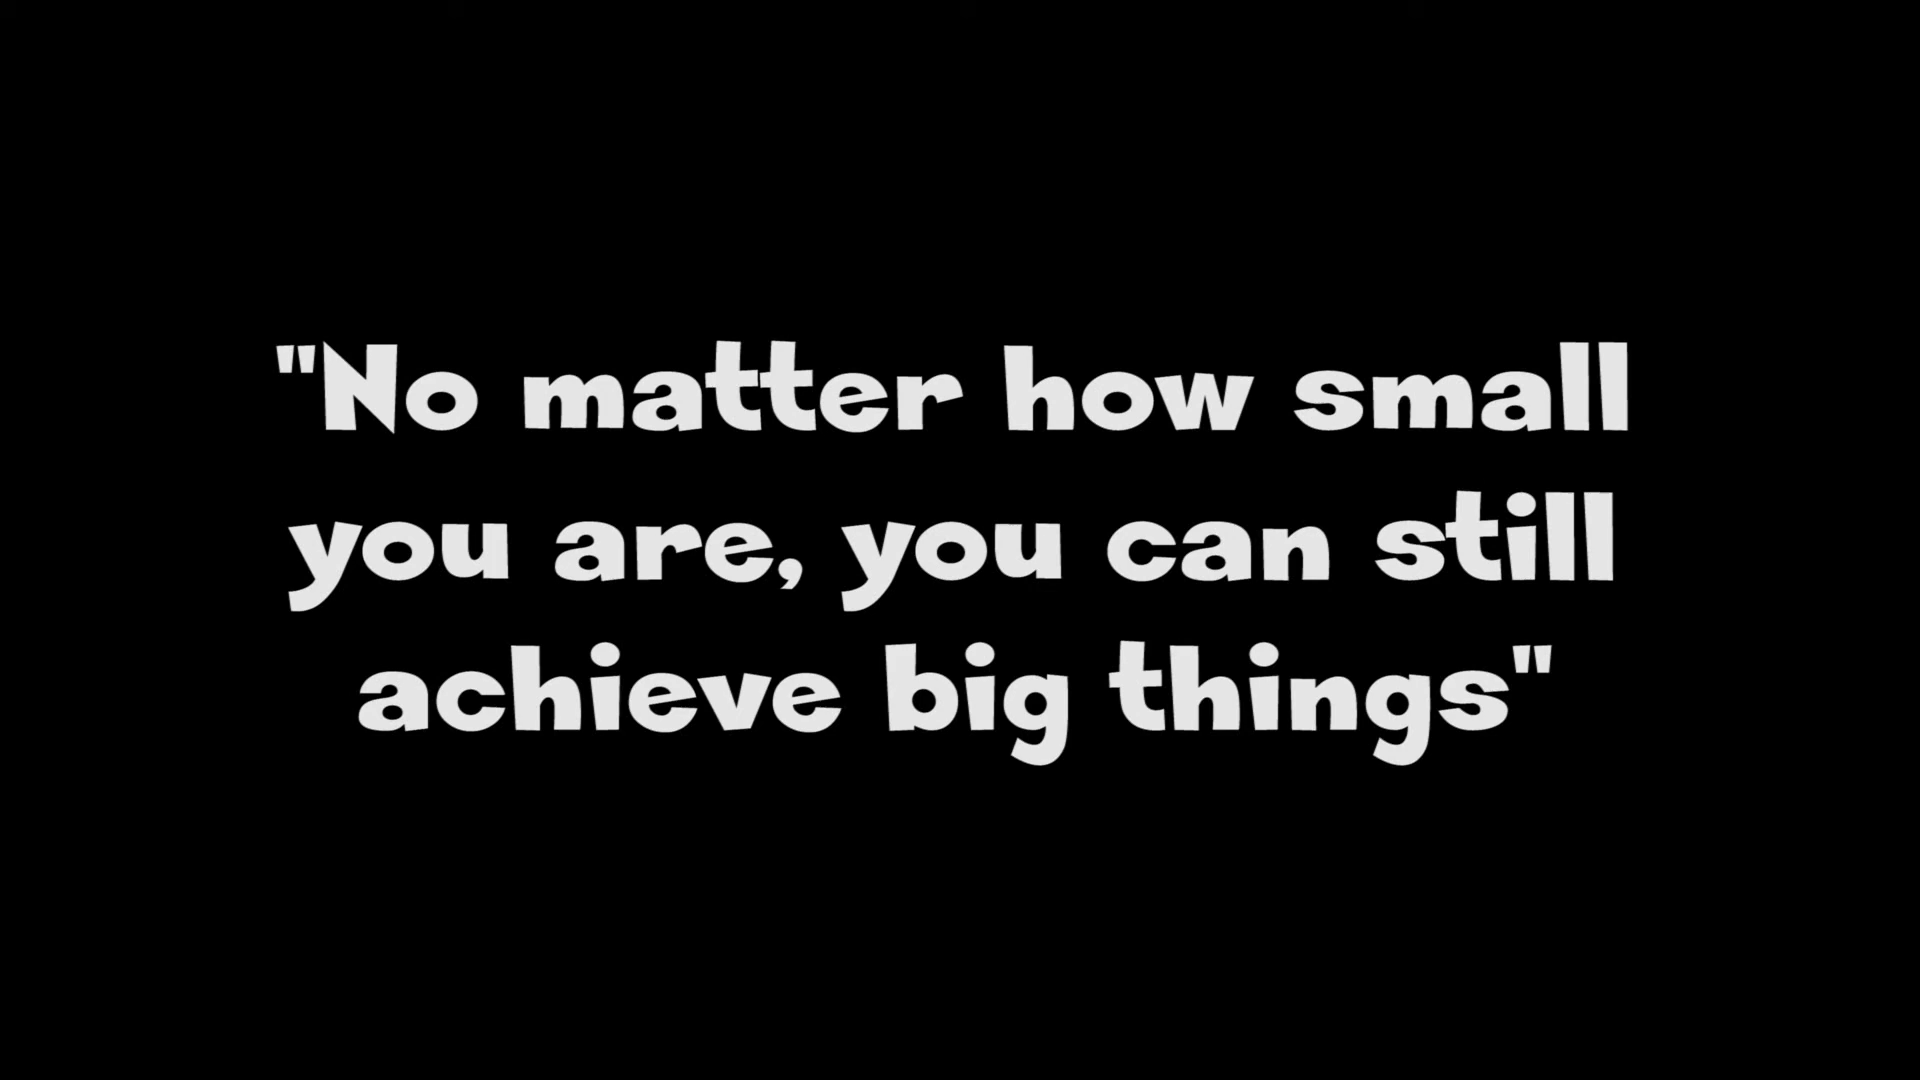 "No matter how small
you are, you can still
achieve big things"